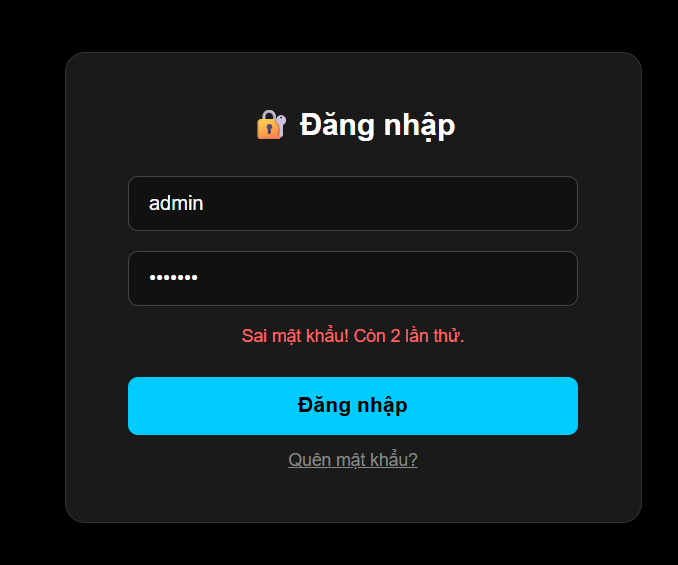 🔐 Đăng nhập
admin
•••••••
Sai mật khẩu! Còn 2 lần thử.
Đăng nhập
Quên mật khẩu?